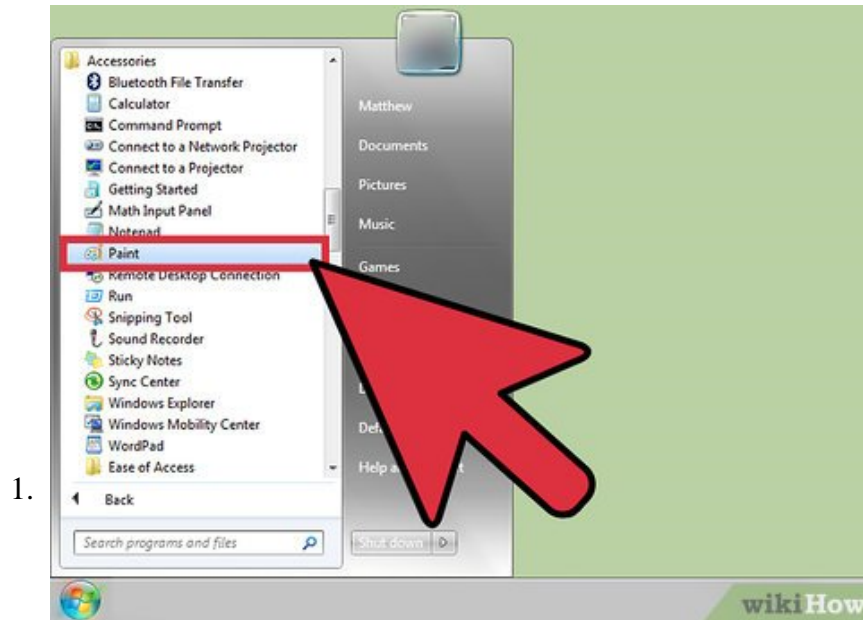 Accessories
Bluetooth File Transfer
Calculator
Command Prompt
Connect to a Network Projector
Connect to a Projector
Getting Started
Math Input Panel
Notepad
Paint
Remote Desktop Connection
Run
Snipping Tool
Sound Recorder
Sticky Notes
Sync Center
Windows Explorer
Windows Mobility Center
WordPad
Ease of Access
Back
Search programs and files
Matthew
Documents
Pictures
Music
Games
Help
Shut down
1.
wikiHow